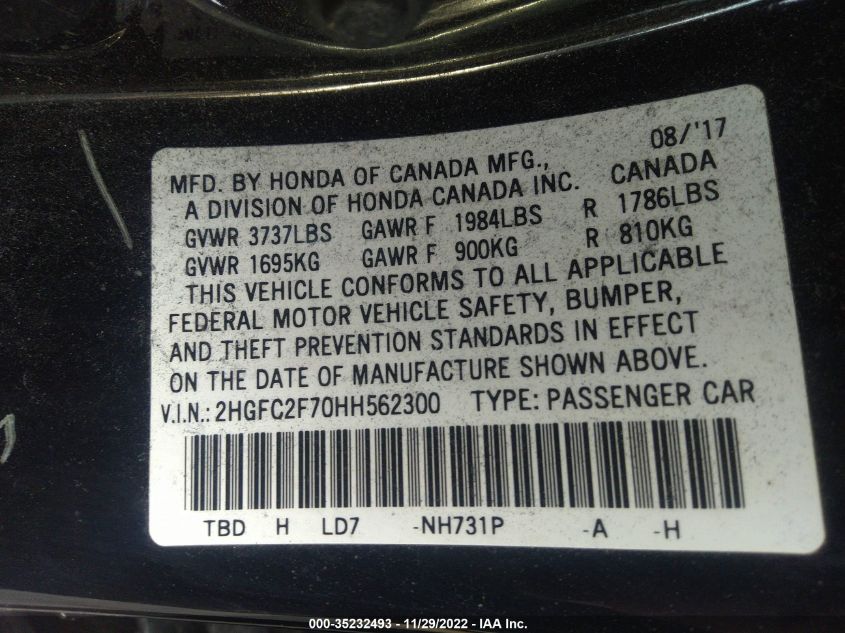 08/'17
MFD. BY HONDA OF CANADA MFG.,
A DIVISION OF HONDA CANADA INC. CANADA
GVWR 3737LBS GAWR F 1984LBS R 1786LBS
GVWR 1695KG GAWR F 900KG R 810KG
THIS VEHICLE CONFORMS TO ALL APPLICABLE
FEDERAL MOTOR VEHICLE SAFETY, BUMPER,
AND THEFT PREVENTION STANDARDS IN EFFECT
ON THE DATE OF MANUFACTURE SHOWN ABOVE.
V.I.N.: 2HGFC2F70HH562300 TYPE: PASSENGER CAR
TBD H LD7 -NH731P -A -H
000-35232493 - 11/29/2022 - IAA Inc.